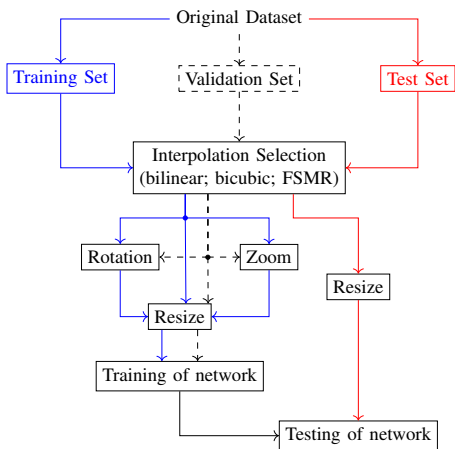 Original Dataset
Training Set
Validation Set
Test Set
Interpolation Selection
(bilinear; bicubic; FSMR)
Rotation
Zoom
Resize
Resize
Training of network
Testing of network